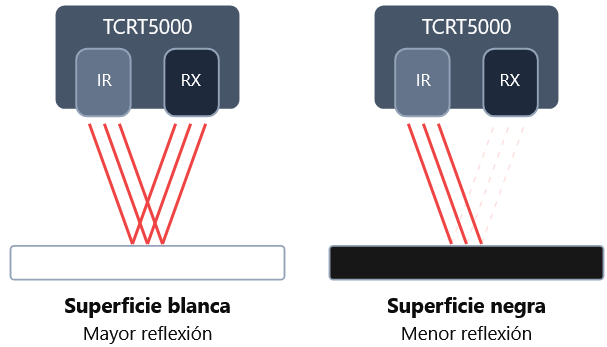 TCRT5000
IR
RX
Superficie blanca
Mayor reflexión
TCRT5000
IR
RX
Superficie negra
Menor reflexión